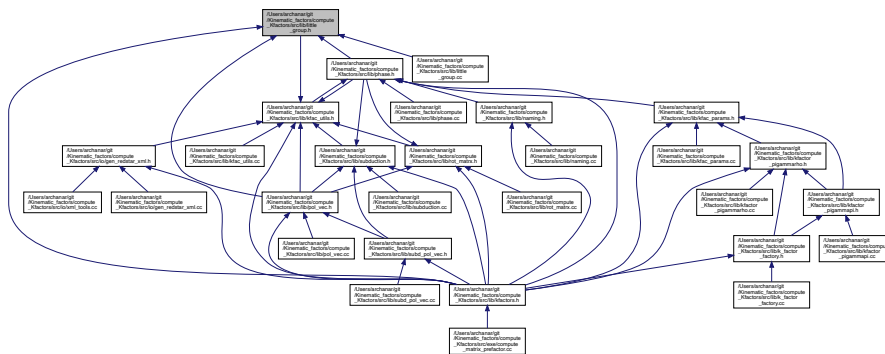 /Users/archanar/git
/Kinematic_factors/compute
_Kfactors/src/lib/little
_group.h
/Users/archanar/git
/Kinematic_factors/compute
_Kfactors/src/lib/phase.h
/Users/archanar/git
/Kinematic_factors/compute
_Kfactors/src/lib/little
_group.cc
/Users/archanar/git
/Kinematic_factors/compute
_Kfactors/src/lib/kfac_utils.h
/Users/archanar/git
/Kinematic_factors/compute
_Kfactors/src/lib/phase.cc
/Users/archanar/git
/Kinematic_factors/compute
_Kfactors/src/lib/naming.h
/Users/archanar/git
/Kinematic_factors/compute
_Kfactors/src/lib/kfac_params.h
/Users/archanar/git
/Kinematic_factors/compute
_Kfactors/src/io/gen_redstar_xml.h
/Users/archanar/git
/Kinematic_factors/compute
_Kfactors/src/lib/kfac_utils.cc
/Users/archanar/git
/Kinematic_factors/compute
_Kfactors/src/lib/subduction.h
/Users/archanar/git
/Kinematic_factors/compute
_Kfactors/src/lib/rot_matrx.h
/Users/archanar/git
/Kinematic_factors/compute
_Kfactors/src/lib/naming.cc
/Users/archanar/git
/Kinematic_factors/compute
_Kfactors/src/lib/kfac_params.cc
/Users/archanar/git
/Kinematic_factors/compute
_Kfactors/src/lib/kfactor
_pigammarho.h
/Users/archanar/git
/Kinematic_factors/compute
_Kfactors/src/io/xml_tools.cc
/Users/archanar/git
/Kinematic_factors/compute
_Kfactors/src/io/gen_redstar_xml.cc
/Users/archanar/git
/Kinematic_factors/compute
_Kfactors/src/lib/pol_vec.h
/Users/archanar/git
/Kinematic_factors/compute
_Kfactors/src/lib/subduction.cc
/Users/archanar/git
/Kinematic_factors/compute
_Kfactors/src/lib/rot_matrx.cc
/Users/archanar/git
/Kinematic_factors/compute
_Kfactors/src/lib/kfactor
_pigammarho.cc
/Users/archanar/git
/Kinematic_factors/compute
_Kfactors/src/lib/kfactor
_pigammapi.h
/Users/archanar/git
/Kinematic_factors/compute
_Kfactors/src/lib/pol_vec.cc
/Users/archanar/git
/Kinematic_factors/compute
_Kfactors/src/lib/subd_pol_vec.h
/Users/archanar/git
/Kinematic_factors/compute
_Kfactors/src/lib/k_factor
_factory.h
/Users/archanar/git
/Kinematic_factors/compute
_Kfactors/src/lib/kfactor
_pigammapi.cc
/Users/archanar/git
/Kinematic_factors/compute
_Kfactors/src/lib/subd_pol_vec.cc
/Users/archanar/git
/Kinematic_factors/compute
_Kfactors/src/lib/kfactors.h
/Users/archanar/git
/Kinematic_factors/compute
_Kfactors/src/lib/k_factor
_factory.cc
/Users/archanar/git
/Kinematic_factors/compute
_Kfactors/src/exe/compute
_matrix_prefactor.cc